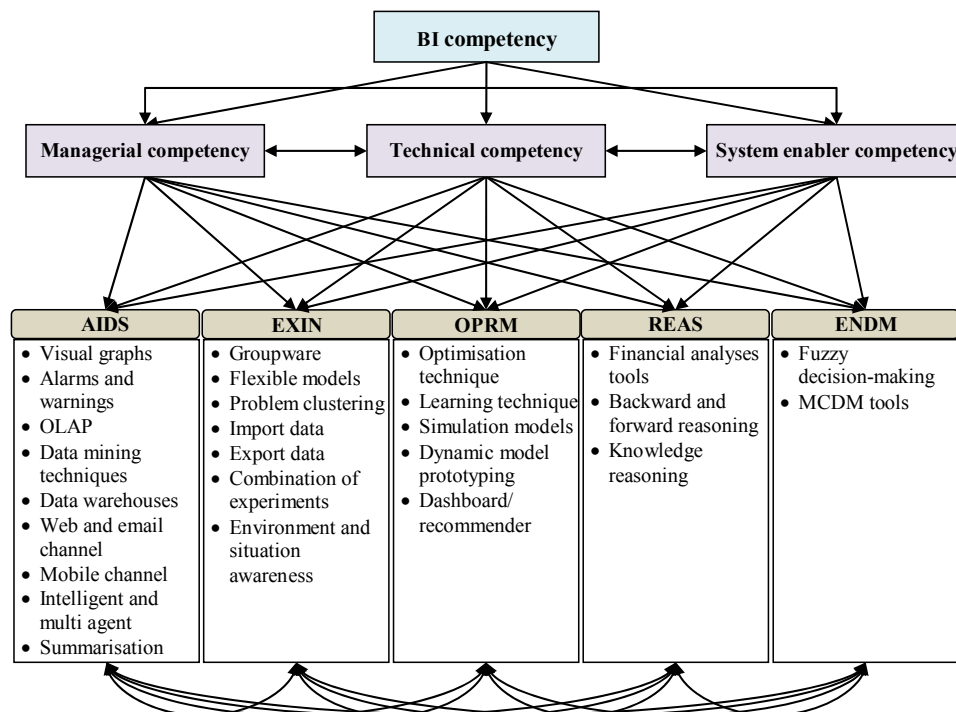 BI competency
Managerial competency
Technical competency
System enabler competency
AIDS
• Visual graphs
• Alarms and
warnings
• OLAP
• Data mining
techniques
• Data warehouses
• Web and email
channel
• Mobile channel
• Intelligent and
multi agent
• Summarisation
EXIN
• Groupware
• Flexible models
• Problem clustering
• Import data
• Export data
• Combination of
experiments
• Environment and
situation
awareness
OPRM
• Optimisation
technique
• Learning technique
• Simulation models
• Dynamic model
prototyping
• Dashboard/
recommender
REAS
• Financial analyses
tools
• Backward and
forward reasoning
• Knowledge
reasoning
ENDM
• Fuzzy
decision-making
• MCDM tools